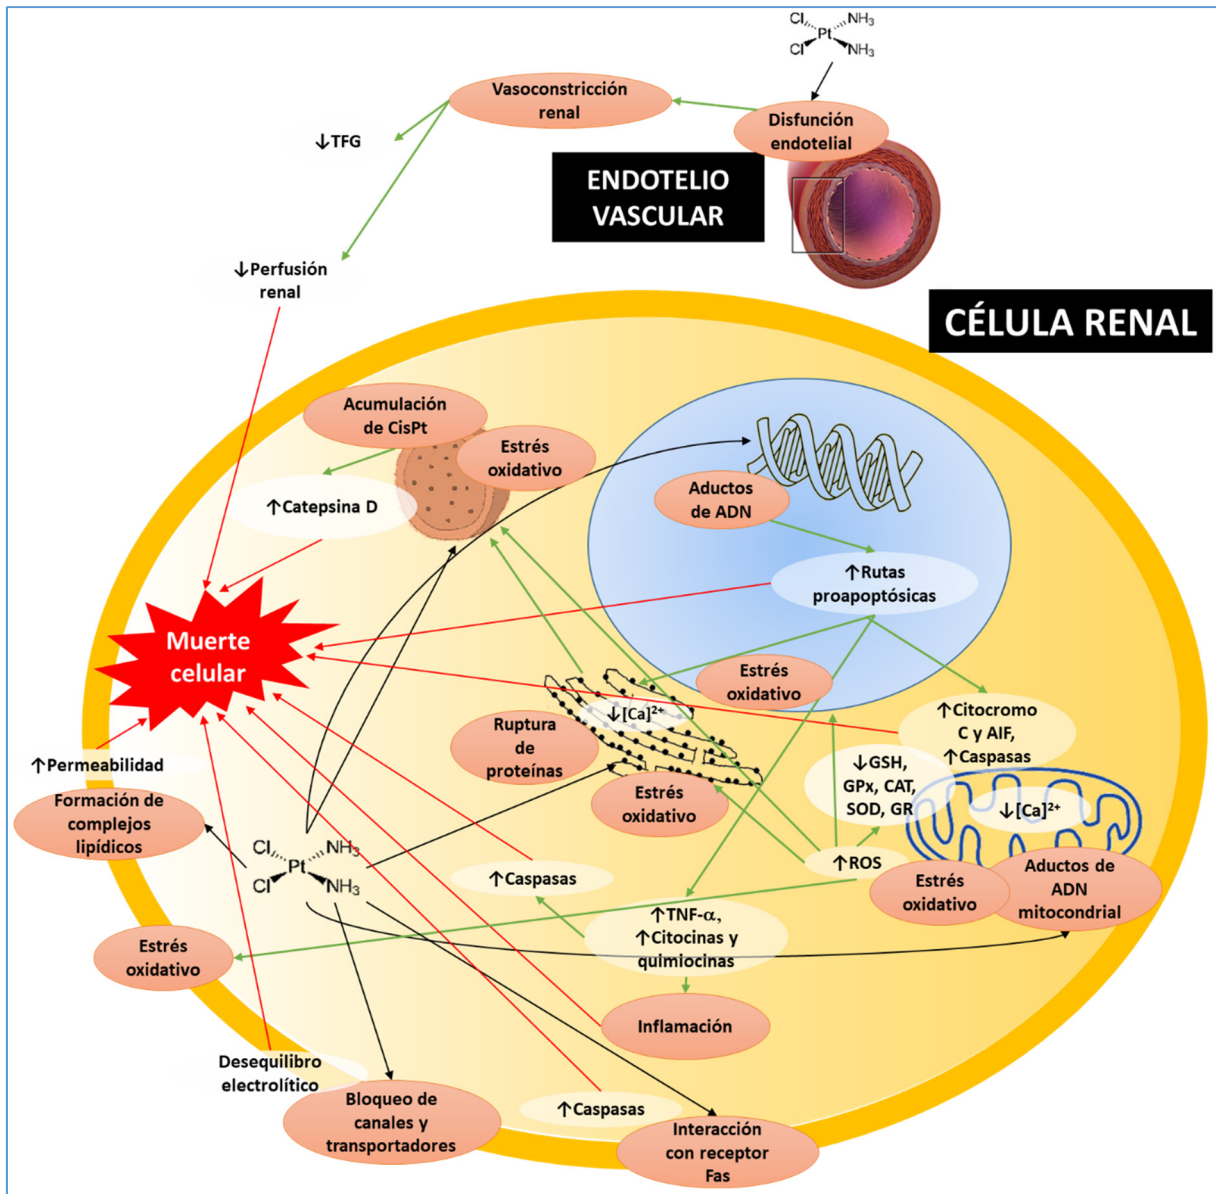 Cl
NH₃
Pt
Cl
NH₃
Vasoconstricción
renal
Disfunción
endotelial
↓TFG
ENDOTELIO
VASCULAR
↓Perfusión
renal
CÉLULA RENAL
Acumulación
de CisPt
Estrés
oxidativo
↑Catepsina D
Aductos
de ADN
↑Rutas
proapoptósicas
Muerte
celular
Estrés
oxidativo
↓[Ca]²⁺
Ruptura
de
proteínas
Estrés
oxidativo
↑Citocromo
C y AIF,
↑Caspasas
↓GSH,
GPx, CAT,
SOD, GR
↓[Ca]²⁺
↑Permeabilidad
Formación de
complejos
lipídicos
Cl
NH₃
Pt
Cl
NH₃
↑Caspasas
↑ROS
Estrés
oxidativo
Aductos de
ADN
mitocondrial
↑TNF-α,
↑Citocinas y
quimiocinas
Estrés
oxidativo
Inflamación
Desequilibro
electrolítico
Bloqueo de
canales y
transportadores
↑Caspasas
Interacción
con receptor
Fas